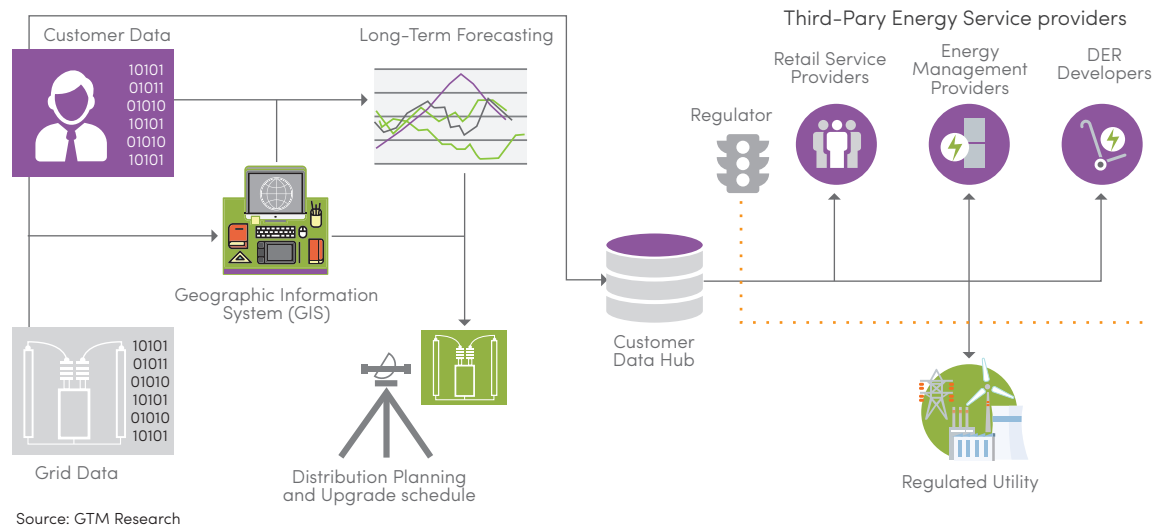 Customer Data
10101
01011
01010
10101
01010
10101
Long-Term Forecasting
Geographic Information
System (GIS)
10101
01011
01010
10101
01010
10101
Grid Data
Distribution Planning
and Upgrade schedule
Source: GTM Research
Third-Pary Energy Service providers
Retail Service
Providers
Energy
Management
Providers
DER
Developers
Regulator
Customer
Data Hub
Regulated Utility